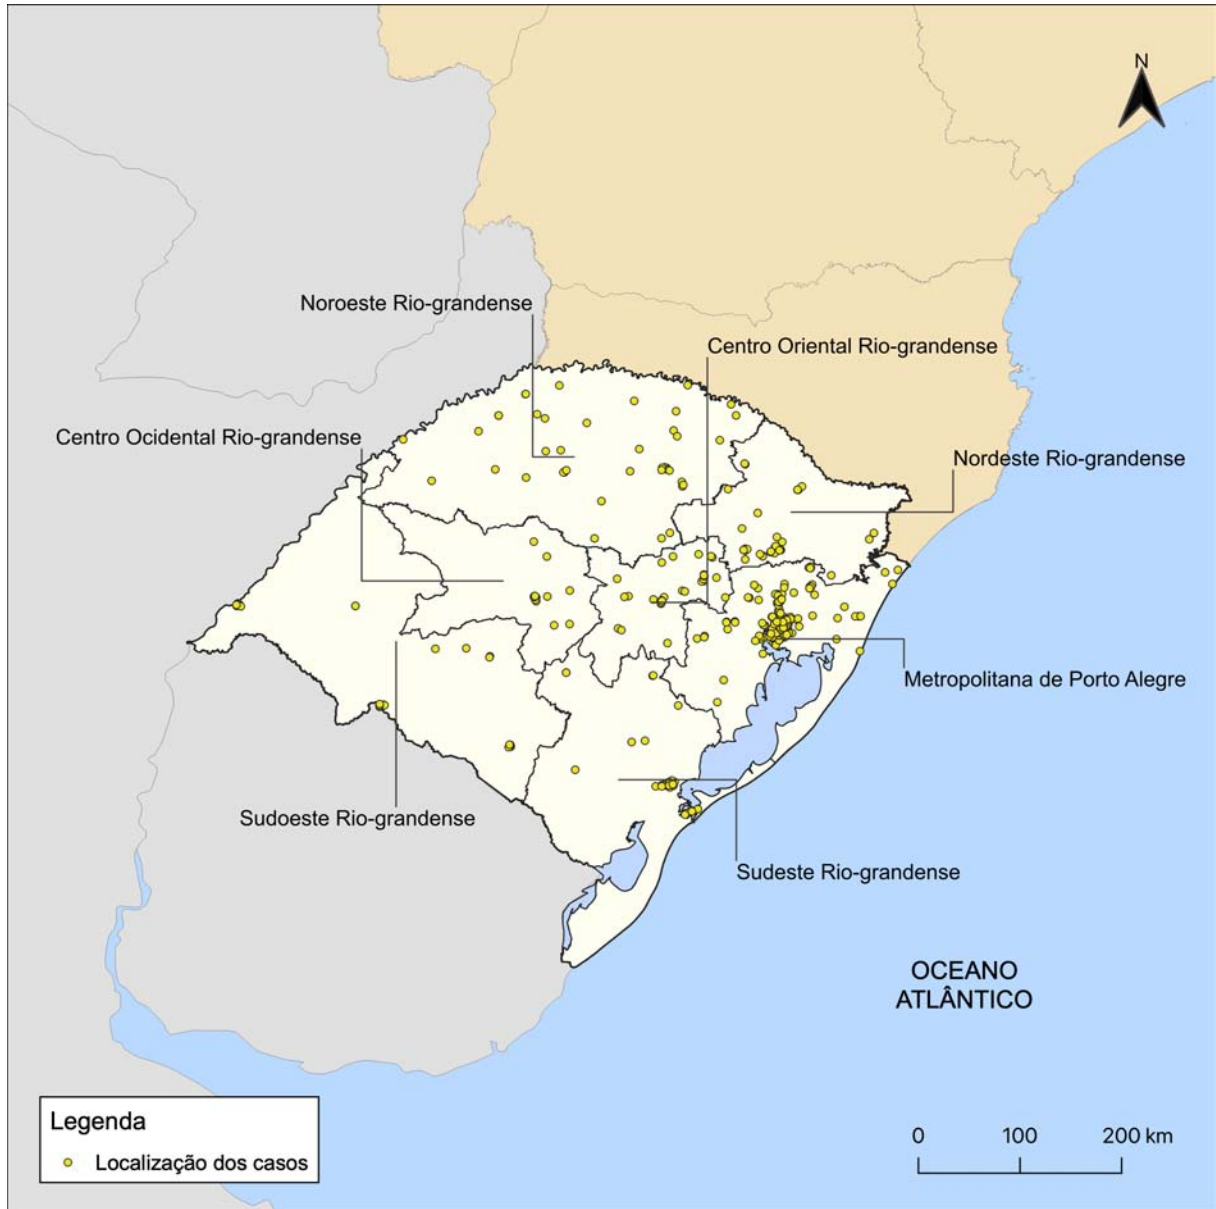 N
Noroeste Rio-grandense
Centro Oriental Rio-grandense
Centro Ocidental Rio-grandense
Nordeste Rio-grandense
Metropolitana de Porto Alegre
Sudoeste Rio-grandense
Sudeste Rio-grandense
OCEANO
ATLÂNTICO
Legenda
Localização dos casos
0 100 200 km